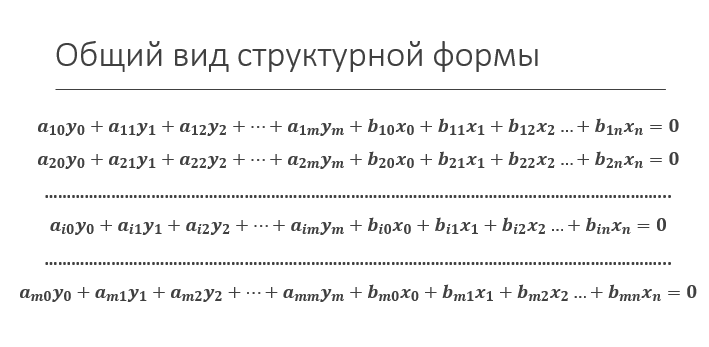 Общий вид структурной формы
a₁₀y₀ + a₁₁y₁ + a₁₂y₂ + ⋯ + a₁ₘyₘ + b₁₀x₀ + b₁₁x₁ + b₁₂x₂ … + b₁ₙxₙ = 0
a₂₀y₀ + a₂₁y₁ + a₂₂y₂ + ⋯ + a₂ₘyₘ + b₂₀x₀ + b₂₁x₁ + b₂₂x₂ … + b₂ₙxₙ = 0
……………………………………………………………………………………………………………………..
aᵢ₀y₀ + aᵢ₁y₁ + aᵢ₂y₂ + ⋯ + aᵢₘyₘ + bᵢ₀x₀ + bᵢ₁x₁ + bᵢ₂x₂ … + bᵢₙxₙ = 0
……………………………………………………………………………………………………………………..
aₘ₀y₀ + aₘ₁y₁ + aₘ₂y₂ + ⋯ + aₘₘyₘ + bₘ₀x₀ + bₘ₁x₁ + bₘ₂x₂ … + bₘₙxₙ = 0